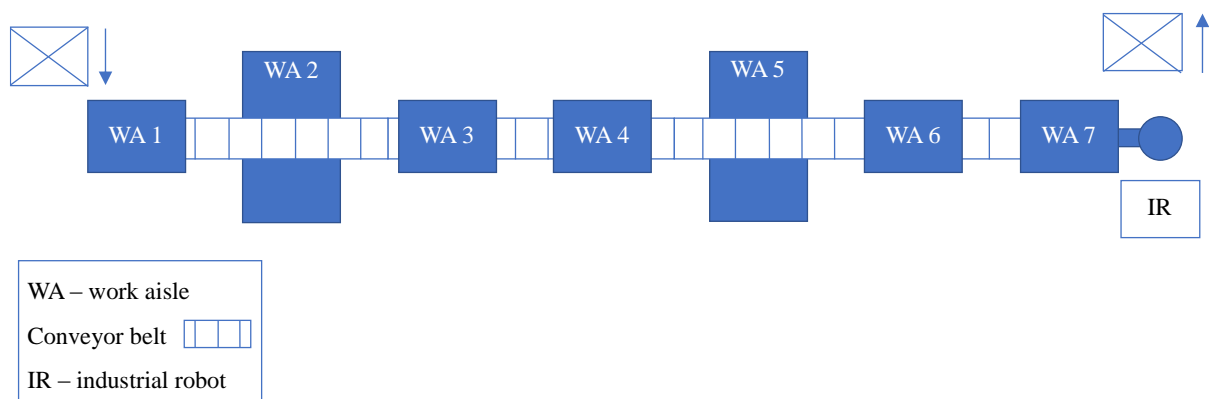 WA 2
WA 5
WA 1
WA 3
WA 4
WA 6
WA 7
IR
WA – work aisle
Conveyor belt
IR – industrial robot